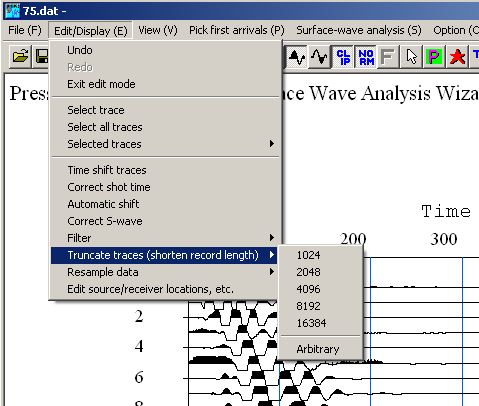 75.dat -
File (F) Edit/Display (E) View (V) Pick first arrivals (P) Surface-wave analysis (S) Option (O
CL IP NO RM F P T
Press ace Wave Analysis Wiza
Undo
Redo
Exit edit mode
Select trace
Select all traces
Selected traces
Time shift traces
Correct shot time
Automatic shift
Correct S-wave
Filter
Truncate traces (shorten record length)
Resample data
Edit source/receiver locations, etc.
1024
2048
4096
8192
16384
Arbitrary
Time
200 300
2
4
6
8